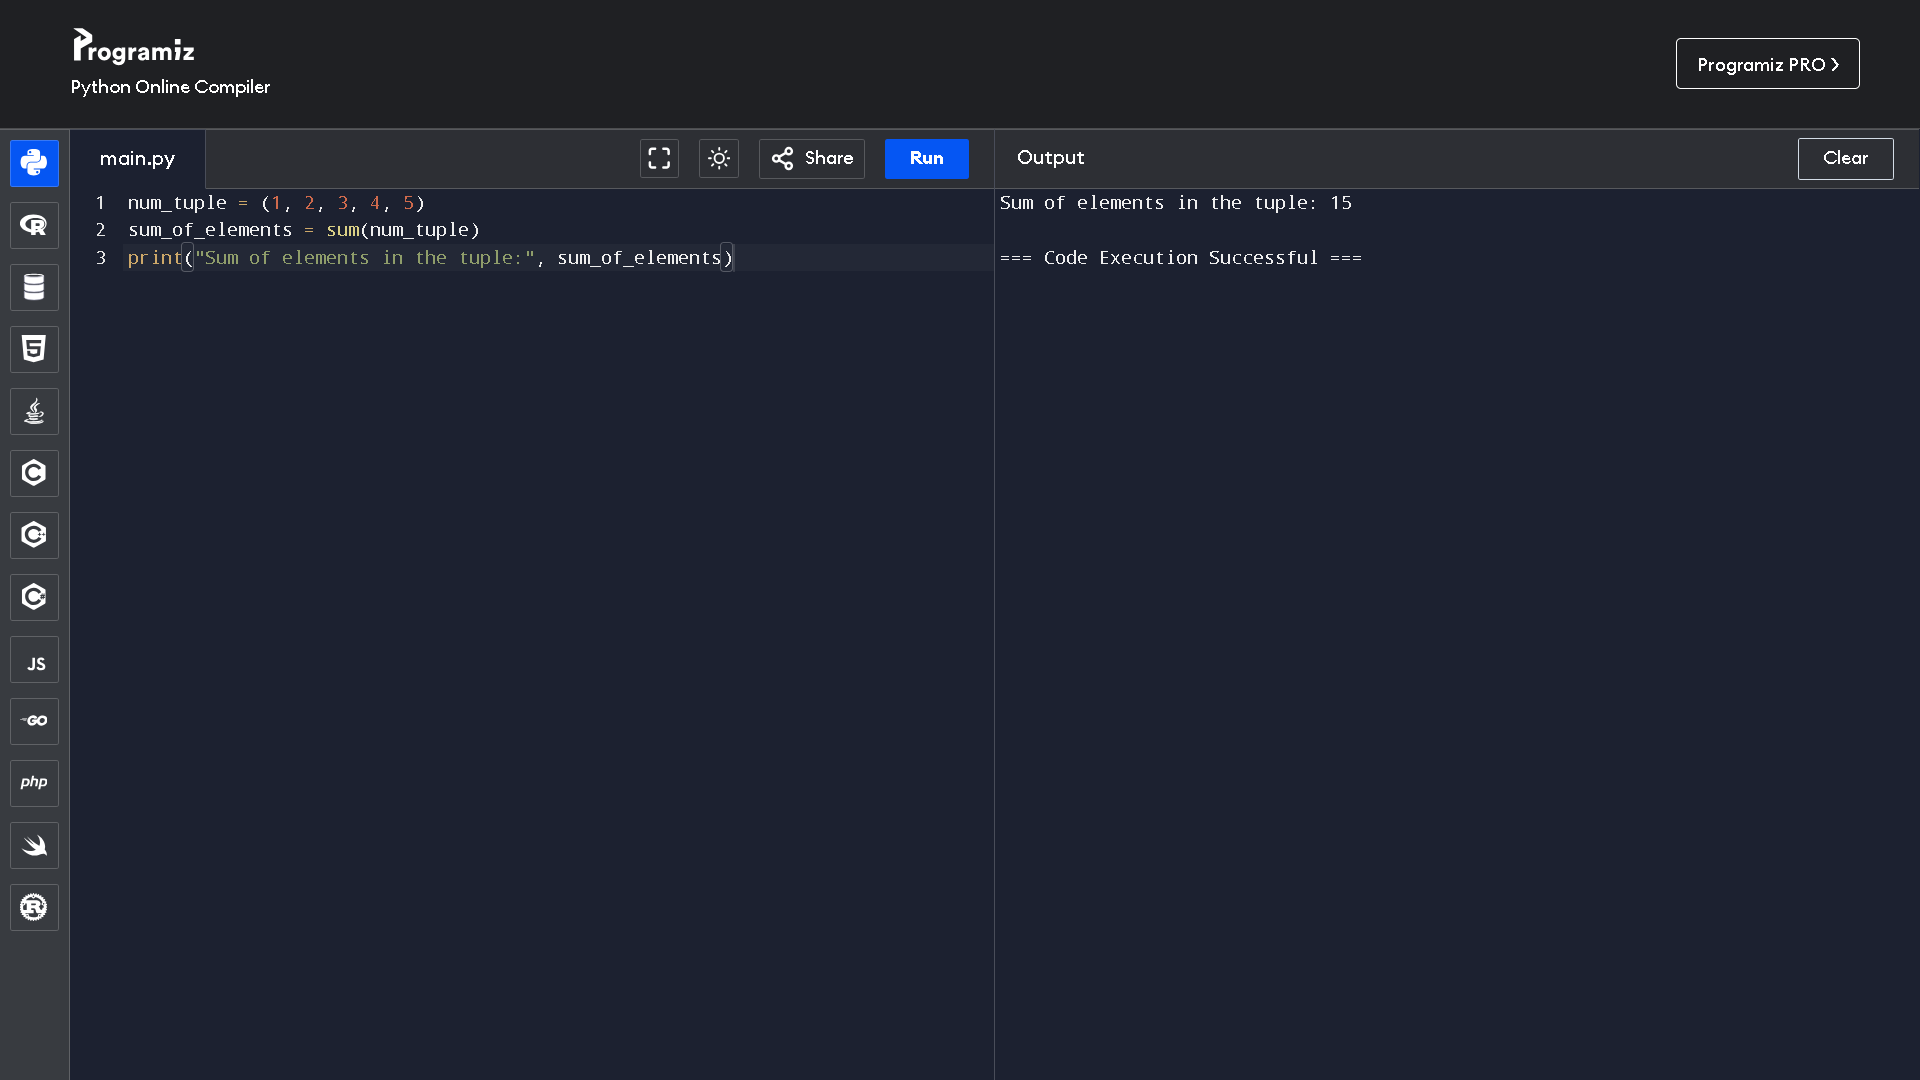 Programiz
Python Online Compiler
Programiz PRO >
main.py
Share
Run
Output
Clear
1 num_tuple = (1, 2, 3, 4, 5)
2 sum_of_elements = sum(num_tuple)
3 print("Sum of elements in the tuple:", sum_of_elements)
Sum of elements in the tuple: 15
=== Code Execution Successful ===
R
5
C
C++
C#
JS
GO
php
R